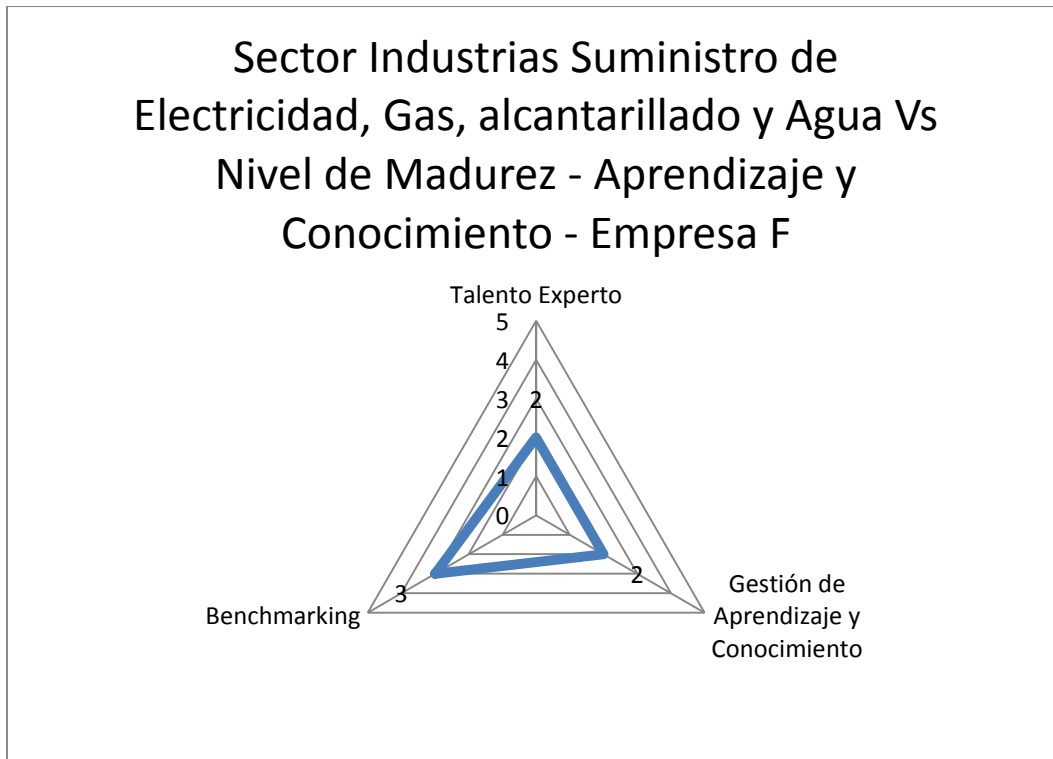 Sector Industrias Suministro de
Electricidad, Gas, alcantarillado y Agua Vs
Nivel de Madurez - Aprendizaje y
Conocimiento - Empresa F
Talento Experto
5
4
3
2
2
1
0
2
3
Benchmarking
Gestión de
Aprendizaje y
Conocimiento